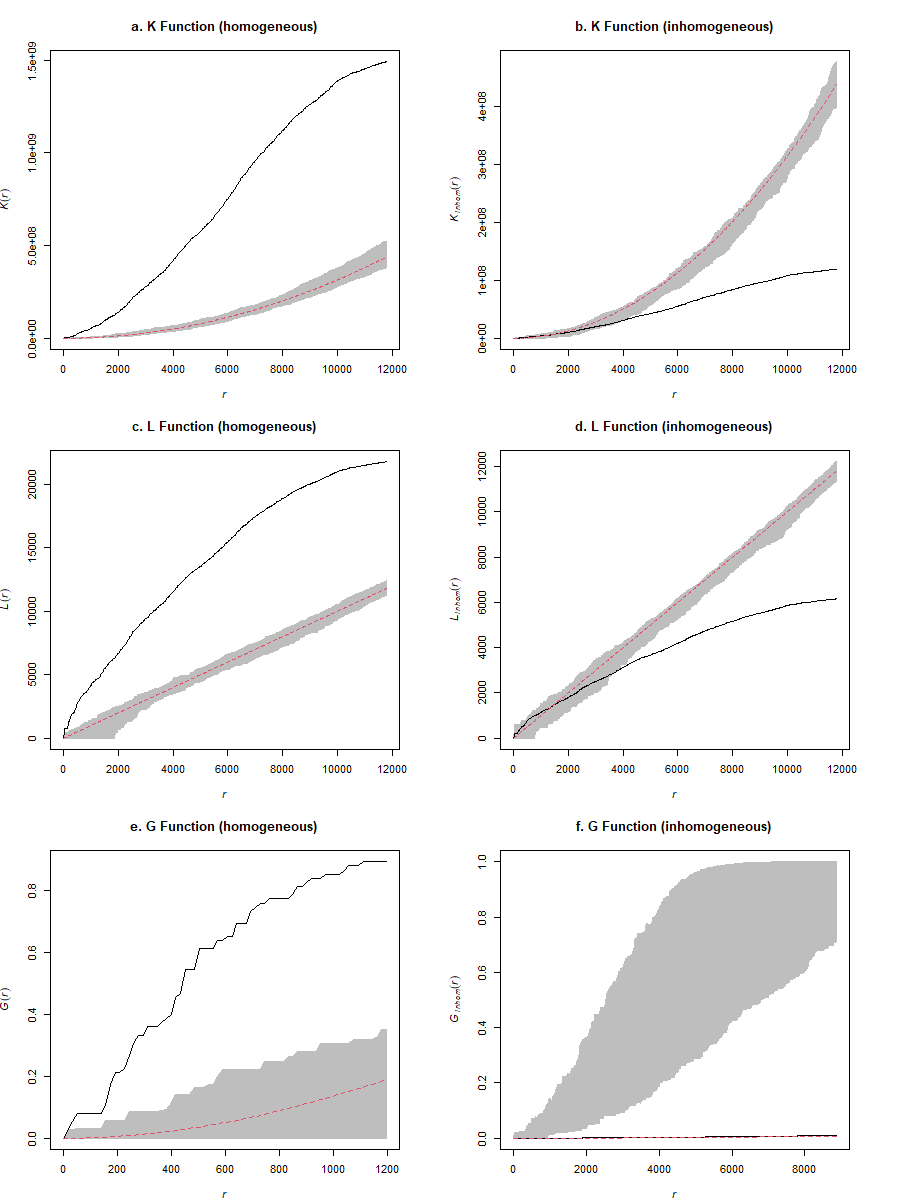 a. K Function (homogeneous)
K(r)
0.0e+00 5.0e+08 1.0e+09 1.5e+09
0 2000 4000 6000 8000 10000 12000
r
b. K Function (inhomogeneous)
K inhom(r)
0e+00 1e+08 2e+08 3e+08 4e+08
0 2000 4000 6000 8000 10000 12000
r
c. L Function (homogeneous)
L(r)
0 5000 10000 15000 20000
0 2000 4000 6000 8000 10000 12000
r
d. L Function (inhomogeneous)
L inhom(r)
0 2000 4000 6000 8000 10000 12000
0 2000 4000 6000 8000 10000 12000
r
e. G Function (homogeneous)
G(r)
0.0 0.2 0.4 0.6 0.8
0 200 400 600 800 1000 1200
r
f. G Function (inhomogeneous)
G inhom(r)
0.0 0.2 0.4 0.6 0.8 1.0
0 2000 4000 6000 8000
r